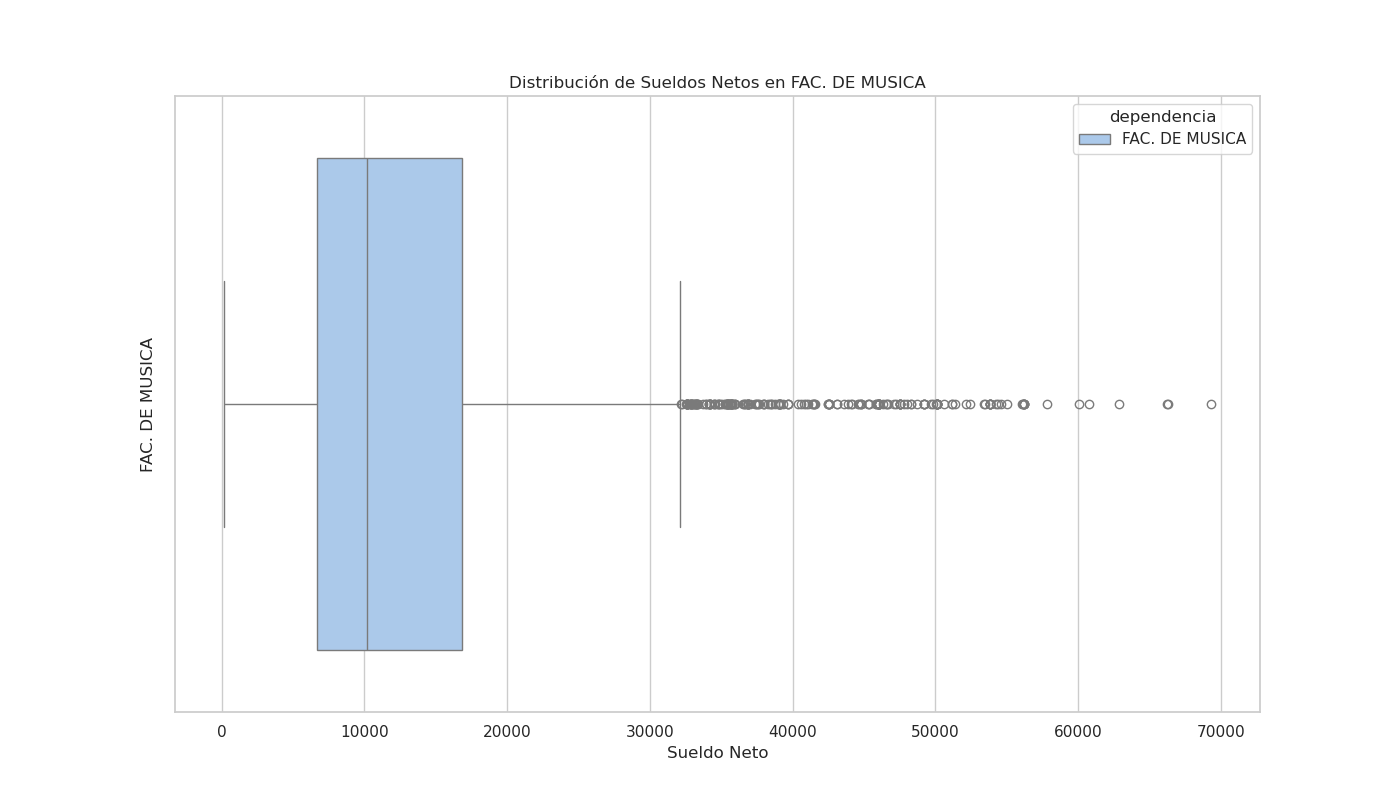 Distribución de Sueldos Netos en FAC. DE MUSICA
dependencia
FAC. DE MUSICA
FAC. DE MUSICA
0 10000 20000 30000 40000 50000 60000 70000
Sueldo Neto